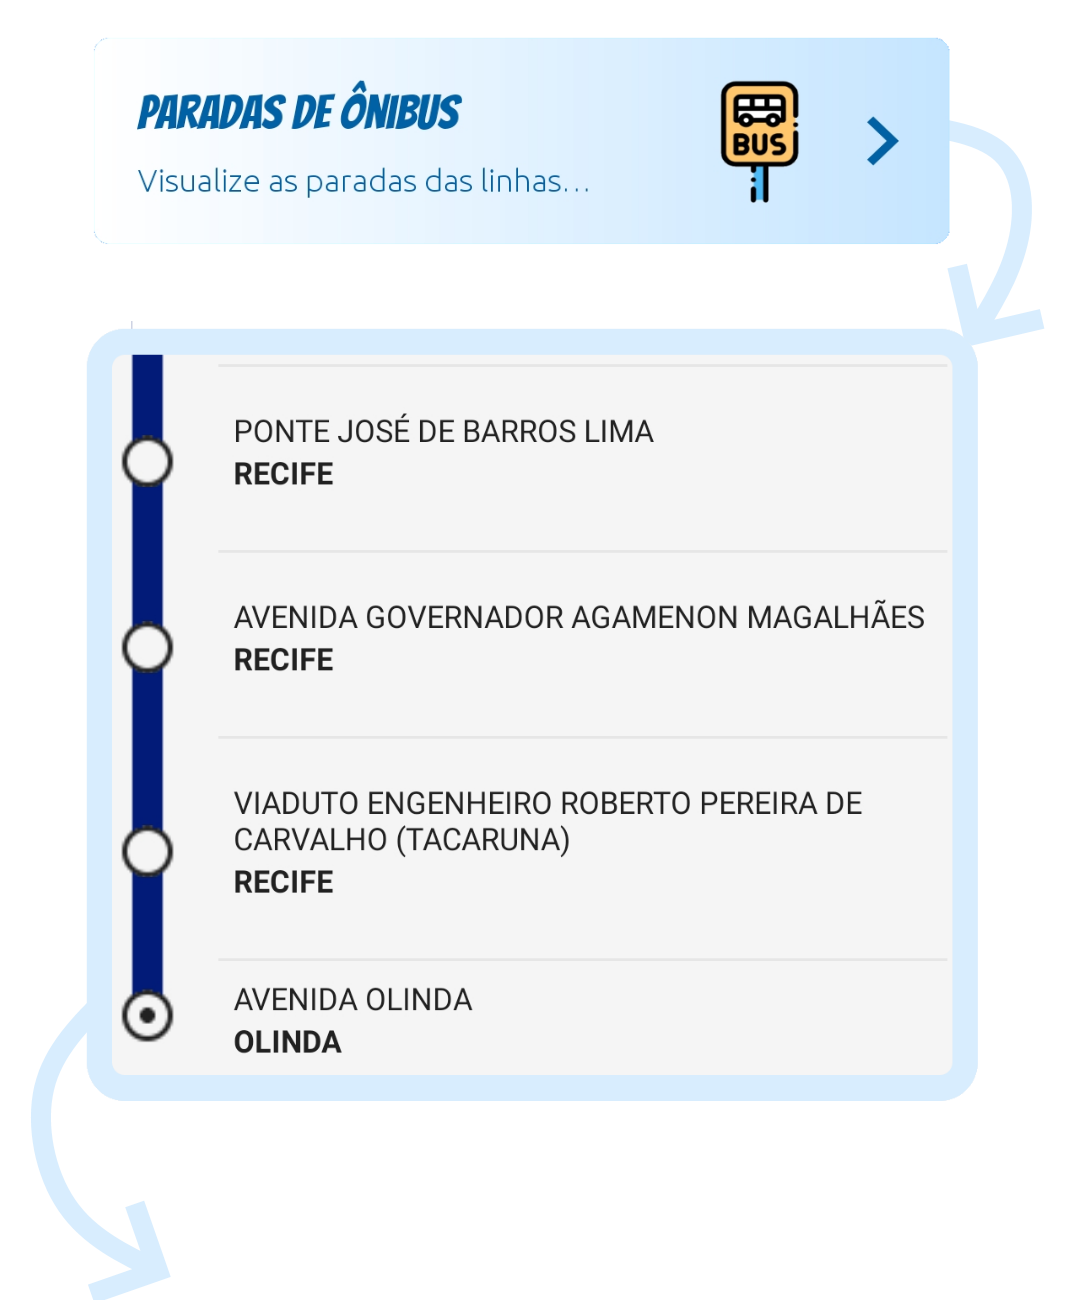 PARADAS DE ÔNIBUS
Visualize as paradas das linhas...
BUS
PONTE JOSÉ DE BARROS LIMA
RECIFE
AVENIDA GOVERNADOR AGAMENON MAGALHÃES
RECIFE
VIADUTO ENGENHEIRO ROBERTO PEREIRA DE
CARVALHO (TACARUNA)
RECIFE
AVENIDA OLINDA
OLINDA